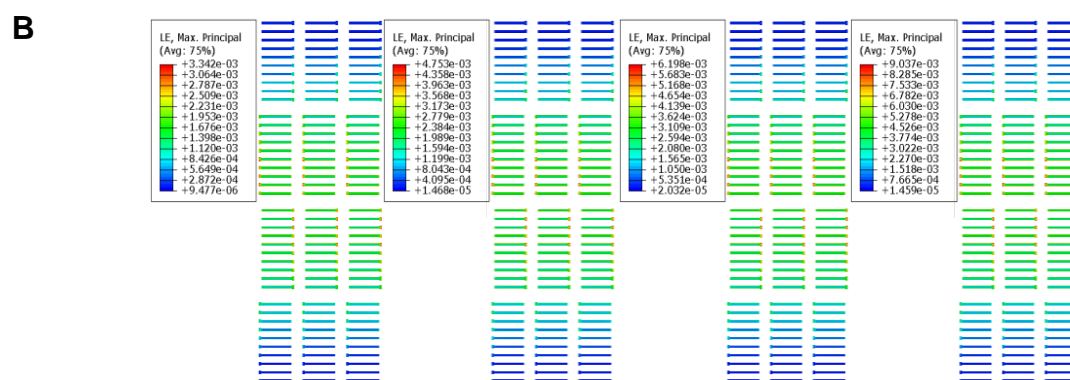 B
LE, Max. Principal
(Avg: 75%)
+3.342e-03
+3.064e-03
+2.787e-03
+2.509e-03
+2.231e-03
+1.953e-03
+1.676e-03
+1.398e-03
+1.120e-03
+8.426e-04
+5.649e-04
+2.872e-04
+9.477e-06
LE, Max. Principal
(Avg: 75%)
+4.753e-03
+4.358e-03
+3.963e-03
+3.568e-03
+3.173e-03
+2.779e-03
+2.384e-03
+1.989e-03
+1.594e-03
+1.199e-03
+8.043e-04
+4.095e-04
+1.468e-05
LE, Max. Principal
(Avg: 75%)
+6.198e-03
+5.683e-03
+5.168e-03
+4.654e-03
+4.139e-03
+3.624e-03
+3.109e-03
+2.594e-03
+2.080e-03
+1.565e-03
+1.050e-03
+5.351e-04
+2.032e-05
LE, Max. Principal
(Avg: 75%)
+9.037e-03
+8.285e-03
+7.533e-03
+6.782e-03
+6.030e-03
+5.278e-03
+4.526e-03
+3.774e-03
+3.022e-03
+2.270e-03
+1.518e-03
+7.665e-04
+1.459e-05